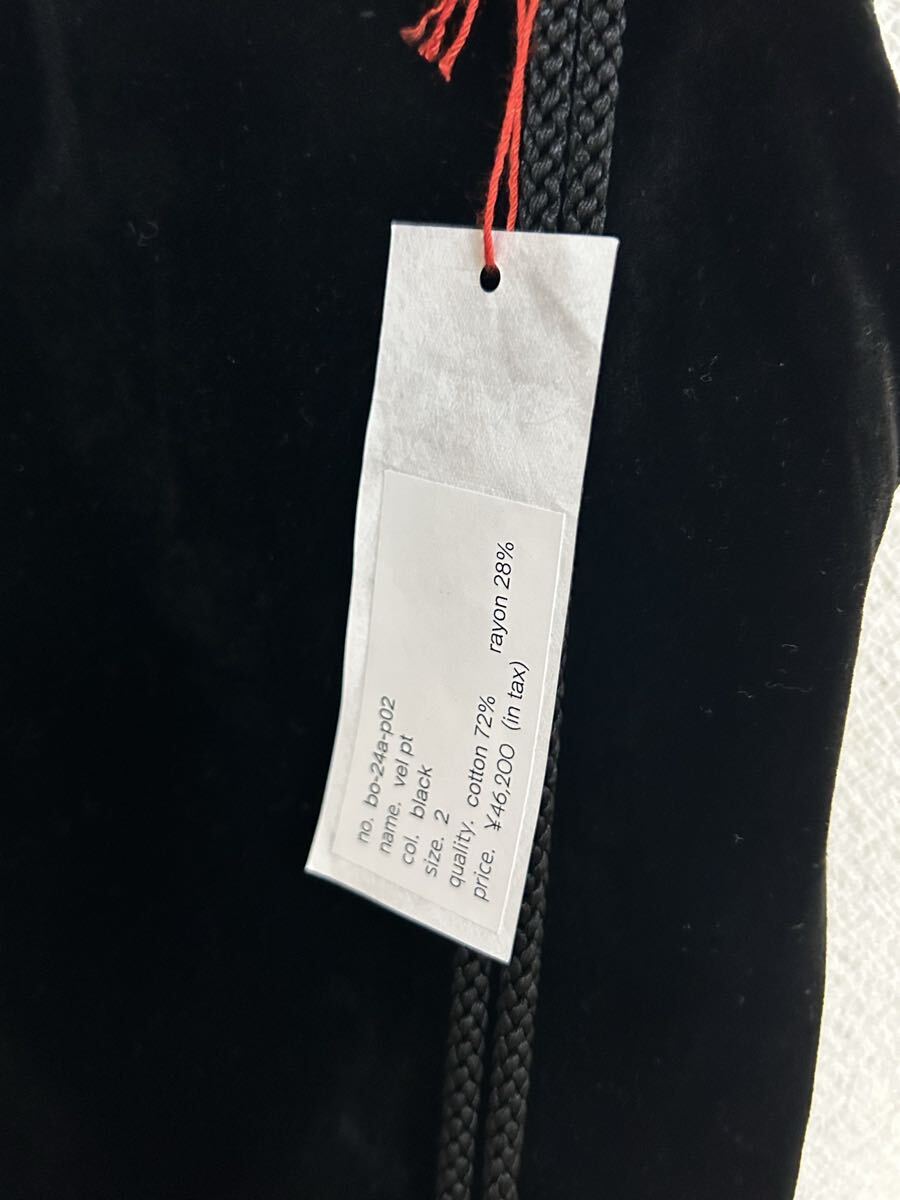 no. bo-24a-p02
name. vel pt
col. black
size. 2
quality. cotton 72% rayon 28%
price. ¥46,200 (in tax)